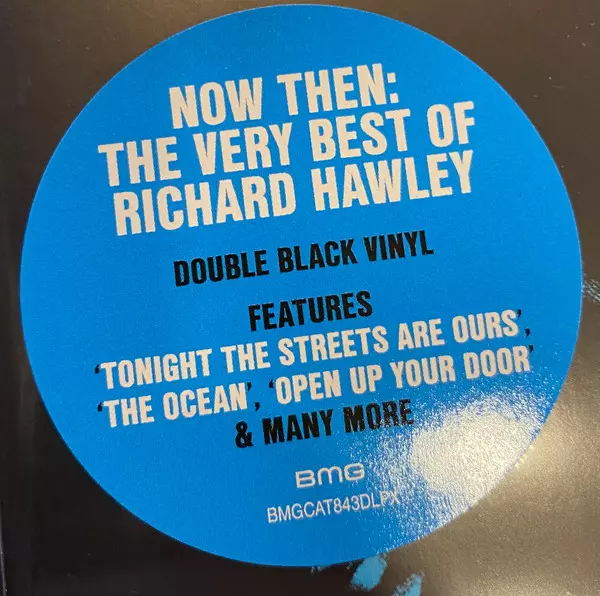 NOW THEN:
THE VERY BEST OF
RICHARD HAWLEY
DOUBLE BLACK VINYL
FEATURES
'TONIGHT THE STREETS ARE OURS',
'THE OCEAN', 'OPEN UP YOUR DOOR'
& MANY MORE
BMG
BMGCAT843DLPX